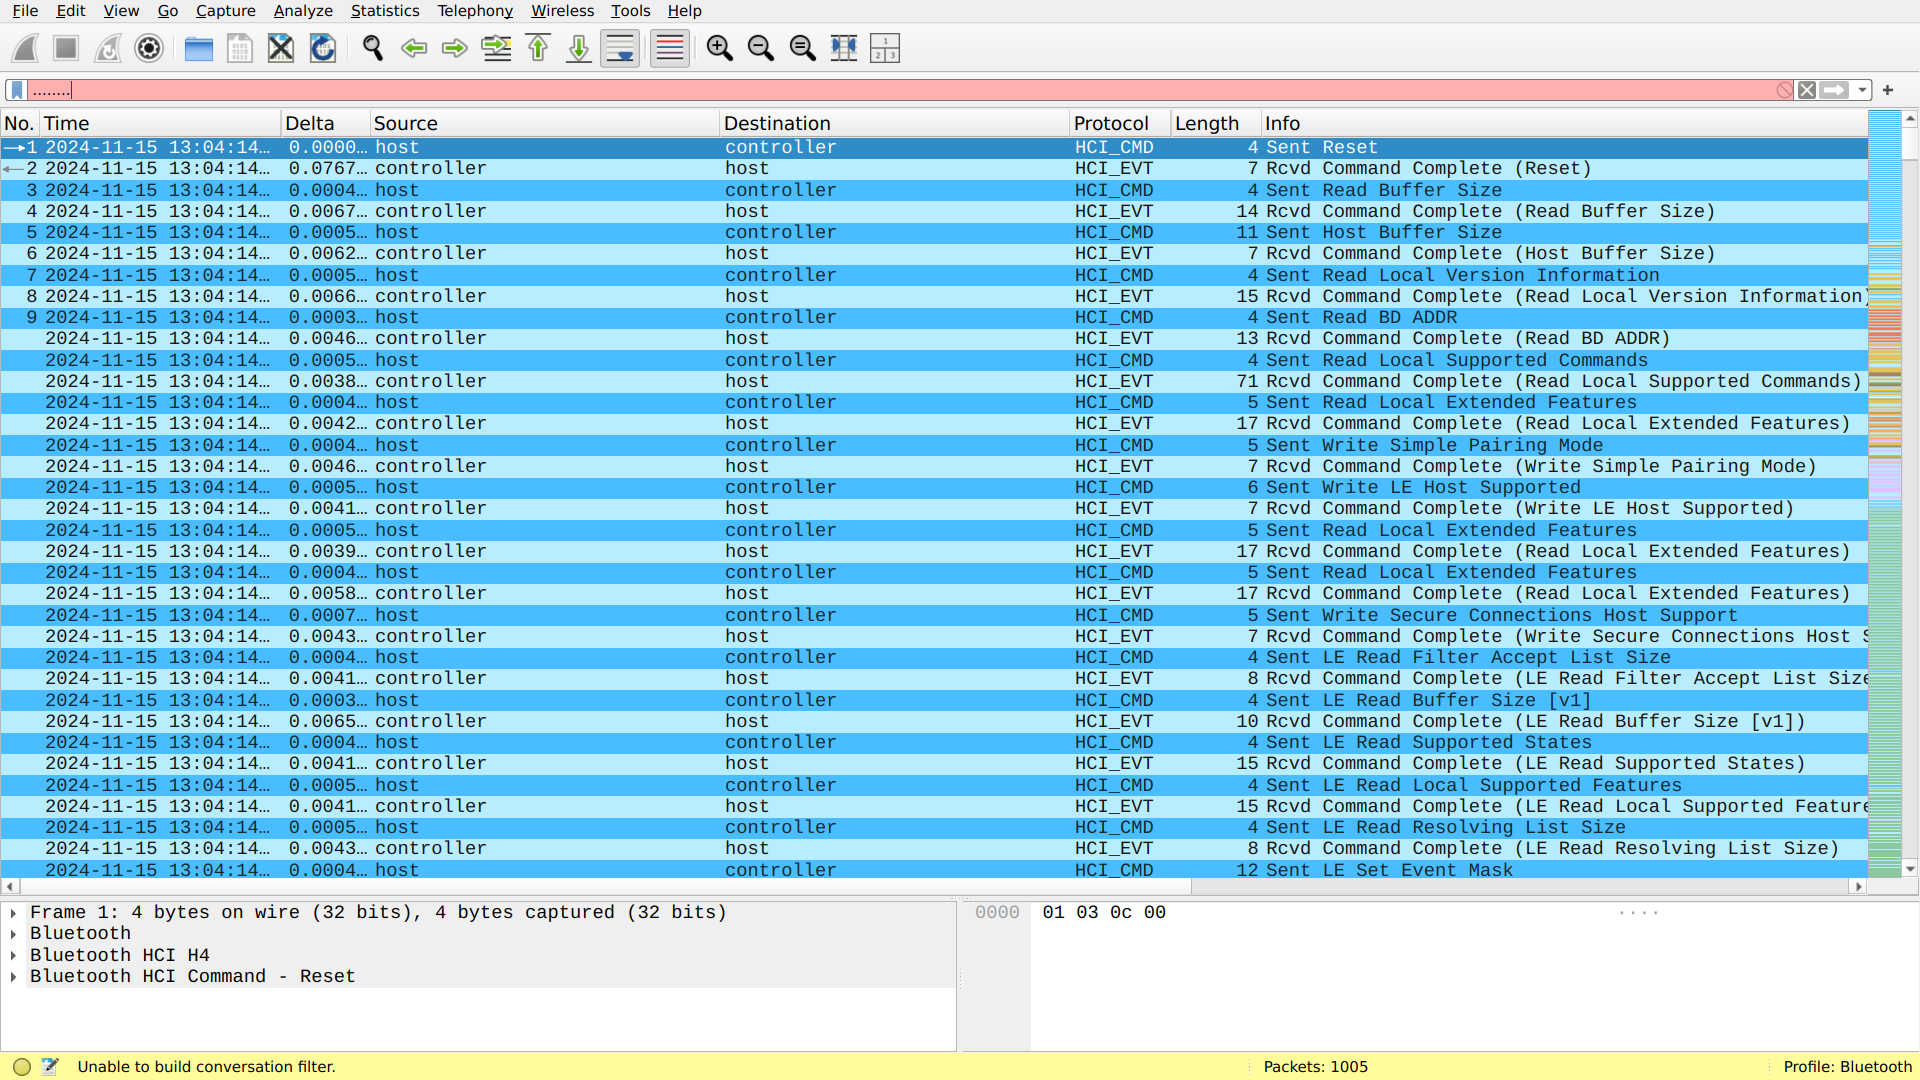 File Edit View Go Capture Analyze Statistics Telephony Wireless Tools Help
........
No. Time Delta Source Destination Protocol Length Info
1 2024-11-15 13:04:14… 0.0000… host controller HCI_CMD 4 Sent Reset
2 2024-11-15 13:04:14… 0.0767… controller host HCI_EVT 7 Rcvd Command Complete (Reset)
3 2024-11-15 13:04:14… 0.0004… host controller HCI_CMD 4 Sent Read Buffer Size
4 2024-11-15 13:04:14… 0.0067… controller host HCI_EVT 14 Rcvd Command Complete (Read Buffer Size)
5 2024-11-15 13:04:14… 0.0005… host controller HCI_CMD 11 Sent Host Buffer Size
6 2024-11-15 13:04:14… 0.0062… controller host HCI_EVT 7 Rcvd Command Complete (Host Buffer Size)
7 2024-11-15 13:04:14… 0.0005… host controller HCI_CMD 4 Sent Read Local Version Information
8 2024-11-15 13:04:14… 0.0066… controller host HCI_EVT 15 Rcvd Command Complete (Read Local Version Information)
9 2024-11-15 13:04:14… 0.0003… host controller HCI_CMD 4 Sent Read BD ADDR
2024-11-15 13:04:14… 0.0046… controller host HCI_EVT 13 Rcvd Command Complete (Read BD ADDR)
2024-11-15 13:04:14… 0.0005… host controller HCI_CMD 4 Sent Read Local Supported Commands
2024-11-15 13:04:14… 0.0038… controller host HCI_EVT 71 Rcvd Command Complete (Read Local Supported Commands)
2024-11-15 13:04:14… 0.0004… host controller HCI_CMD 5 Sent Read Local Extended Features
2024-11-15 13:04:14… 0.0042… controller host HCI_EVT 17 Rcvd Command Complete (Read Local Extended Features)
2024-11-15 13:04:14… 0.0004… host controller HCI_CMD 5 Sent Write Simple Pairing Mode
2024-11-15 13:04:14… 0.0046… controller host HCI_EVT 7 Rcvd Command Complete (Write Simple Pairing Mode)
2024-11-15 13:04:14… 0.0005… host controller HCI_CMD 6 Sent Write LE Host Supported
2024-11-15 13:04:14… 0.0041… controller host HCI_EVT 7 Rcvd Command Complete (Write LE Host Supported)
2024-11-15 13:04:14… 0.0005… host controller HCI_CMD 5 Sent Read Local Extended Features
2024-11-15 13:04:14… 0.0039… controller host HCI_EVT 17 Rcvd Command Complete (Read Local Extended Features)
2024-11-15 13:04:14… 0.0004… host controller HCI_CMD 5 Sent Read Local Extended Features
2024-11-15 13:04:14… 0.0058… controller host HCI_EVT 17 Rcvd Command Complete (Read Local Extended Features)
2024-11-15 13:04:14… 0.0007… host controller HCI_CMD 5 Sent Write Secure Connections Host Support
2024-11-15 13:04:14… 0.0043… controller host HCI_EVT 7 Rcvd Command Complete (Write Secure Connections Host S
2024-11-15 13:04:14… 0.0004… host controller HCI_CMD 4 Sent LE Read Filter Accept List Size
2024-11-15 13:04:14… 0.0041… controller host HCI_EVT 8 Rcvd Command Complete (LE Read Filter Accept List Size
2024-11-15 13:04:14… 0.0003… host controller HCI_CMD 4 Sent LE Read Buffer Size [v1]
2024-11-15 13:04:14… 0.0065… controller host HCI_EVT 10 Rcvd Command Complete (LE Read Buffer Size [v1])
2024-11-15 13:04:14… 0.0004… host controller HCI_CMD 4 Sent LE Read Supported States
2024-11-15 13:04:14… 0.0041… controller host HCI_EVT 15 Rcvd Command Complete (LE Read Supported States)
2024-11-15 13:04:14… 0.0005… host controller HCI_CMD 4 Sent LE Read Local Supported Features
2024-11-15 13:04:14… 0.0041… controller host HCI_EVT 15 Rcvd Command Complete (LE Read Local Supported Feature
2024-11-15 13:04:14… 0.0005… host controller HCI_CMD 4 Sent LE Read Resolving List Size
2024-11-15 13:04:14… 0.0043… controller host HCI_EVT 8 Rcvd Command Complete (LE Read Resolving List Size)
2024-11-15 13:04:14… 0.0004… host controller HCI_CMD 12 Sent LE Set Event Mask
Frame 1: 4 bytes on wire (32 bits), 4 bytes captured (32 bits)
Bluetooth
Bluetooth HCI H4
Bluetooth HCI Command - Reset
0000 01 03 0c 00 ····
Unable to build conversation filter. Packets: 1005 Profile: Bluetooth